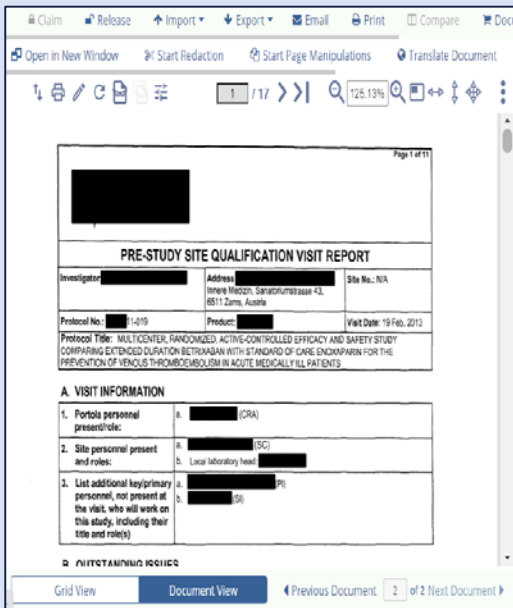 Claim Release Import Export Email Print Compare Docu
Open in New Window Start Redaction Start Page Manipulations Translate Document
1 / 17 125.13%
Page 1 of 11
PRE-STUDY SITE QUALIFICATION VISIT REPORT
Investigator: Address: Site No.: N/A
Innere Medizin, Sanatoriumstrasse 43,
6511 Zams, Austria
Protocol No.: 11-019 Product: Visit Date: 19 Feb, 2013
Protocol Title: MULTICENTER, RANDOMIZED, ACTIVE-CONTROLLED EFFICACY AND SAFETY STUDY
COMPARING EXTENDED DURATION BETRIXABAN WITH STANDARD OF CARE ENOXAPARIN FOR THE
PREVENTION OF VENOUS THROMBOEMBOLISM IN ACUTE MEDICALLY ILL PATIENTS
A. VISIT INFORMATION
1. Portola personnel present/role: a. (CRA)
2. Site personnel present and roles: a. (SC)
b. Local laboratory head:
3. List additional key/primary a. (PI)
personnel, not present at b. (SI)
the visit, who will work on
this study, including their
title and role(s)
B. OUTSTANDING ISSUES
Grid View Document View Previous Document 2 of 2 Next Document